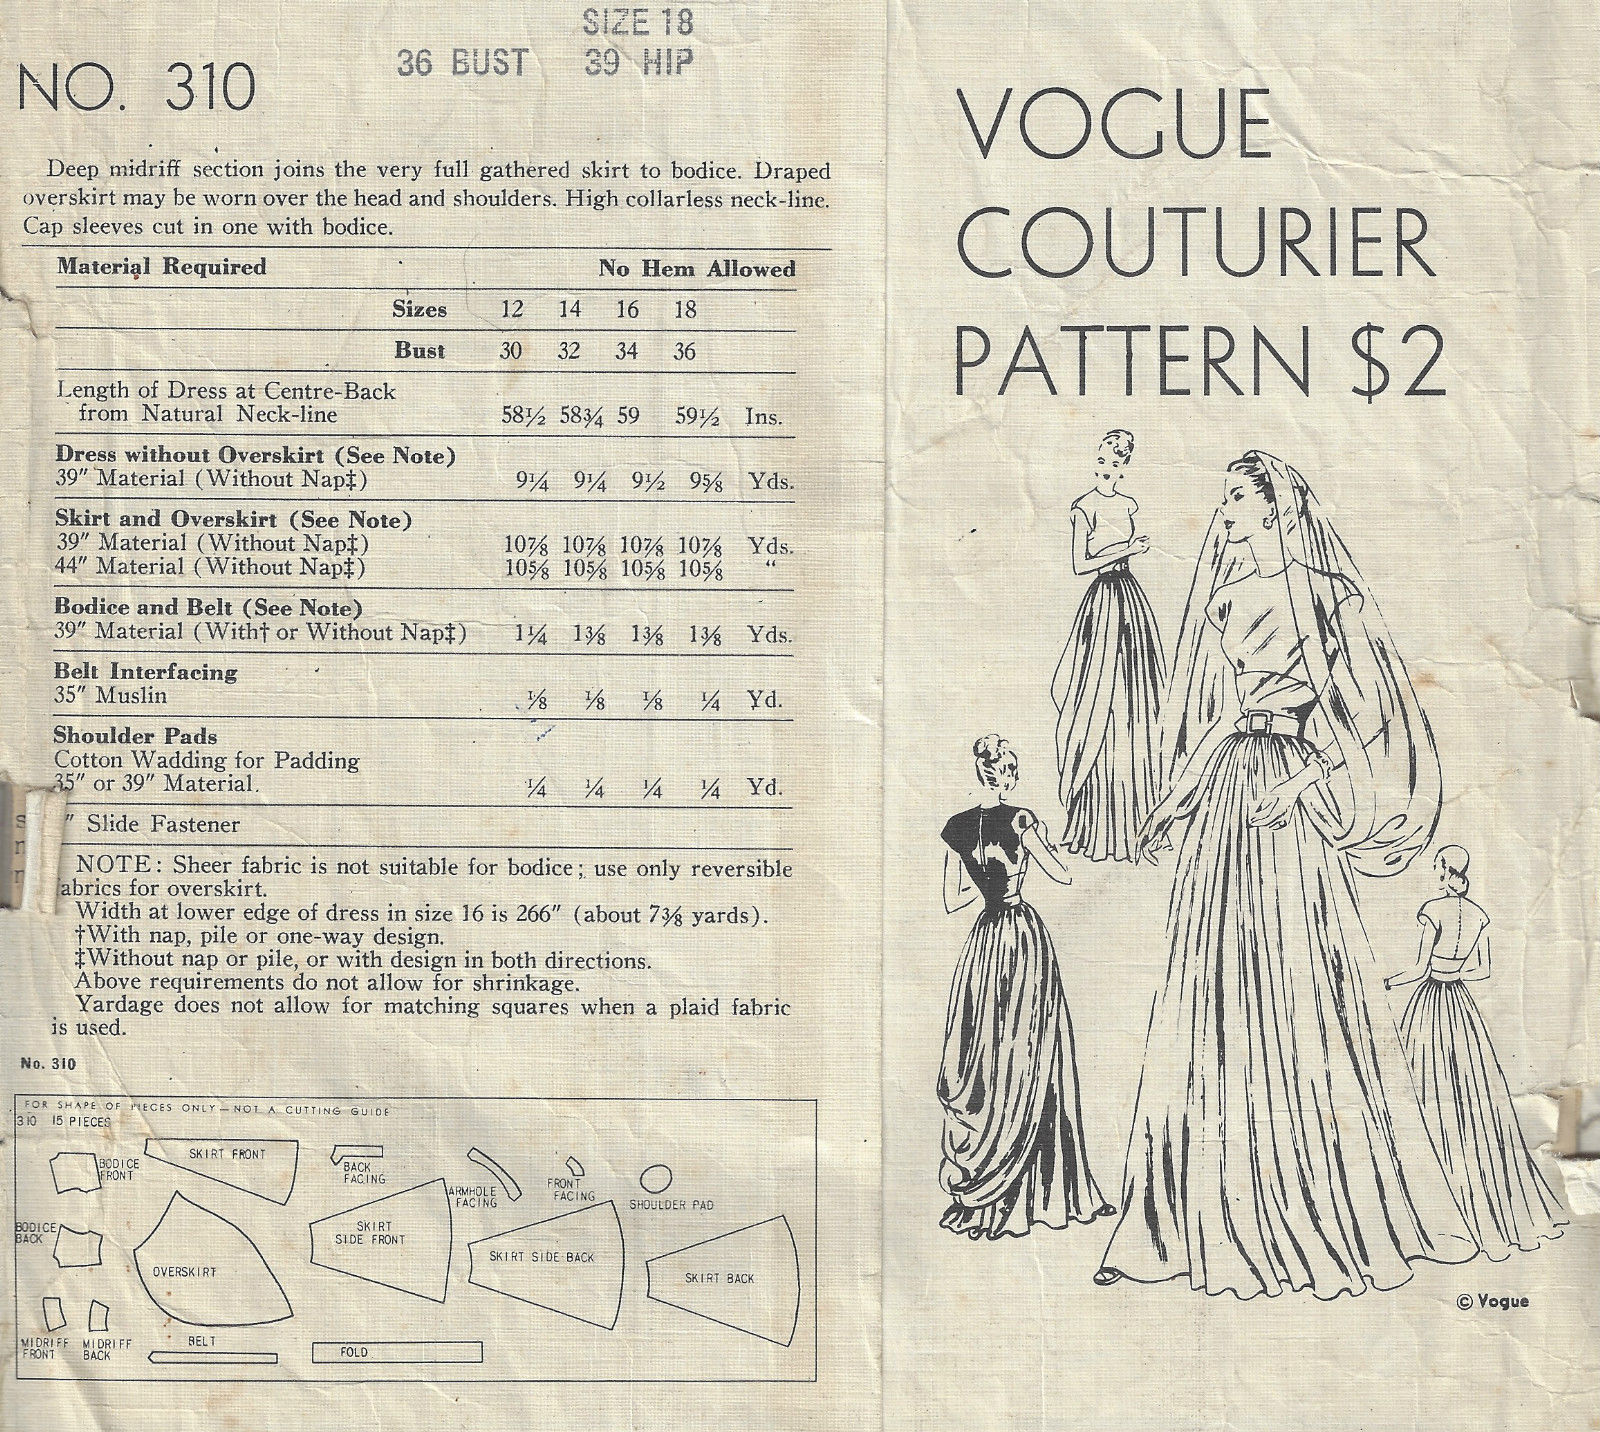 SIZE 18
36 BUST 39 HIP
NO. 310
Deep midriff section joins the very full gathered skirt to bodice. Draped
overskirt may be worn over the head and shoulders. High collarless neck-line.
Cap sleeves cut in one with bodice.
Material Required No Hem Allowed
Sizes 12 14 16 18
Bust 30 32 34 36
Length of Dress at Centre-Back
from Natural Neck-line 58½ 58¾ 59 59½ Ins.
Dress without Overskirt (See Note)
39″ Material (Without Nap‡) 9¼ 9¼ 9½ 9⅝ Yds.
Skirt and Overskirt (See Note)
39″ Material (Without Nap‡) 10⅞ 10⅞ 10⅞ 10⅞ Yds.
44″ Material (Without Nap‡) 10⅝ 10⅝ 10⅝ 10⅝ “
Bodice and Belt (See Note)
39″ Material (With† or Without Nap‡) 1¼ 1⅜ 1⅜ 1⅜ Yds.
Belt Interfacing
35″ Muslin ⅛ ⅛ ⅛ ¼ Yd.
Shoulder Pads
Cotton Wadding for Padding
35″ or 39″ Material. ¼ ¼ ¼ ¼ Yd.
″ Slide Fastener
NOTE: Sheer fabric is not suitable for bodice; use only reversible
abrics for overskirt.
Width at lower edge of dress in size 16 is 266″ (about 7⅜ yards).
†With nap, pile or one-way design.
‡Without nap or pile, or with design in both directions.
Above requirements do not allow for shrinkage.
Yardage does not allow for matching squares when a plaid fabric
is used.
No. 310
FOR SHAPE OF PIECES ONLY—NOT A CUTTING GUIDE
310 15 PIECES
BODICE
FRONT
SKIRT FRONT
BACK
FACING
ARMHOLE
FACING
FRONT
FACING
SHOULDER PAD
BODICE
BACK
OVERSKIRT
SKIRT
SIDE FRONT
SKIRT SIDE BACK
SKIRT BACK
MIDRIFF
FRONT
MIDRIFF
BACK
BELT
FOLD
VOGUE
COUTURIER
PATTERN $2
© Vogue